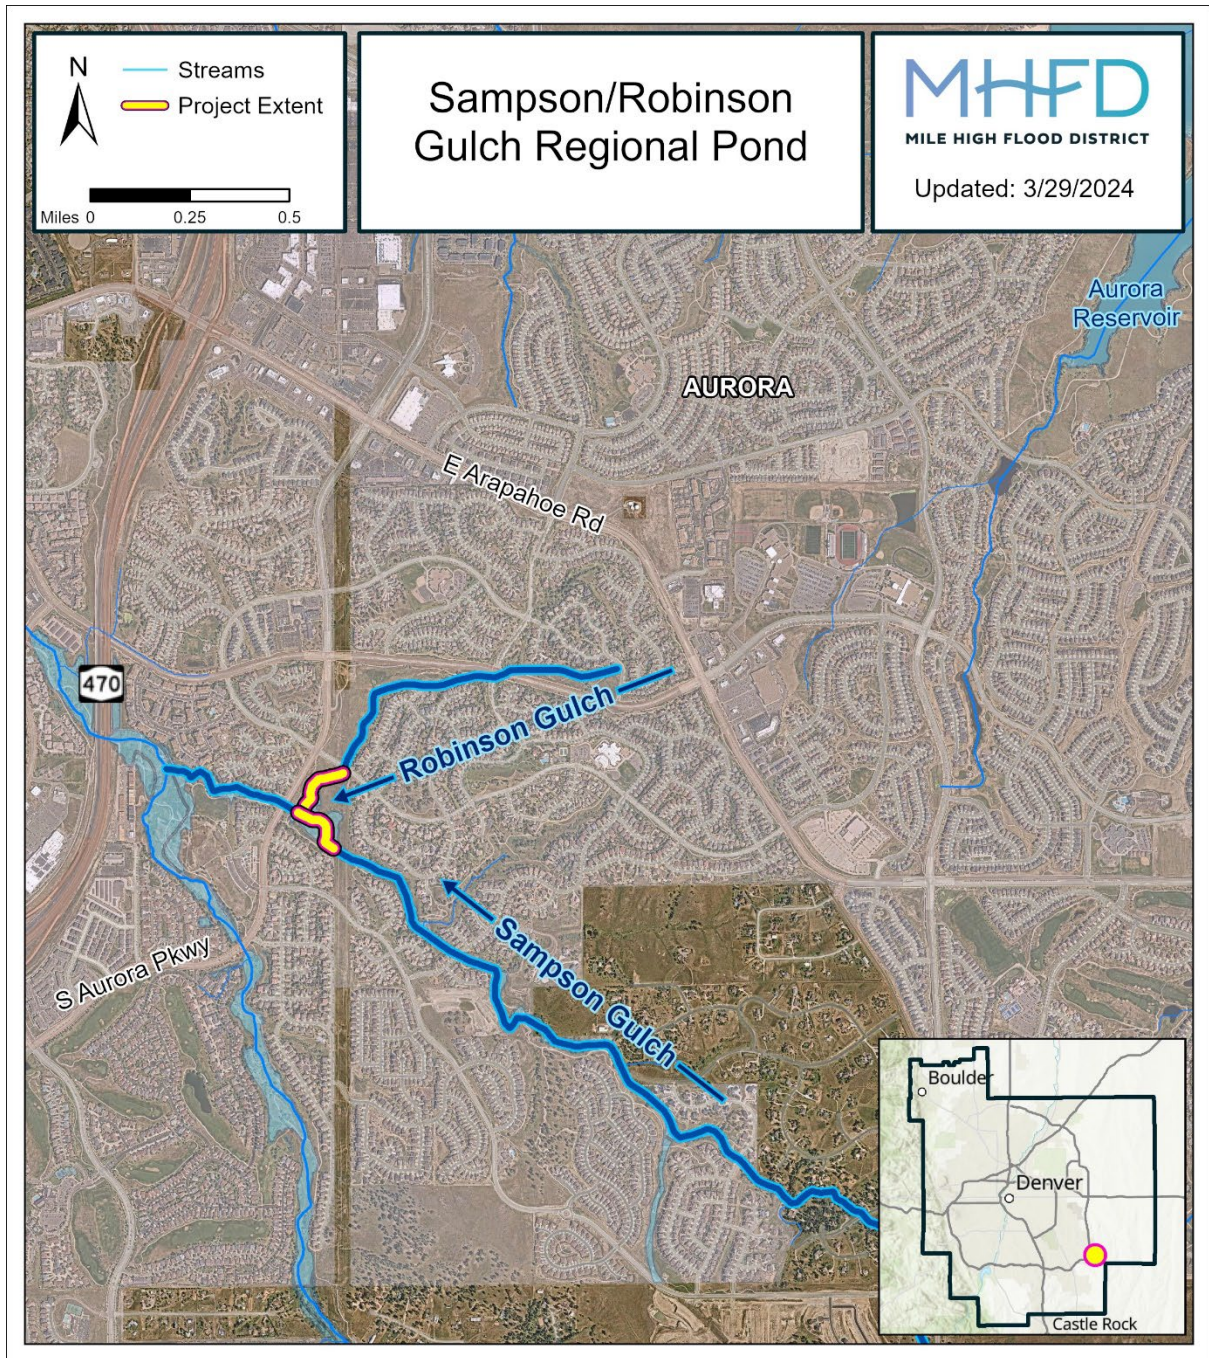 N
Streams
Project Extent
Miles 0 0.25 0.5
Sampson/Robinson
Gulch Regional Pond
MHFD
MILE HIGH FLOOD DISTRICT
Updated: 3/29/2024
Aurora
Reservoir
AURORA
E Arapahoe Rd
470
Robinson Gulch
Sampson Gulch
S Aurora Pkwy
Boulder
Denver
Castle Rock